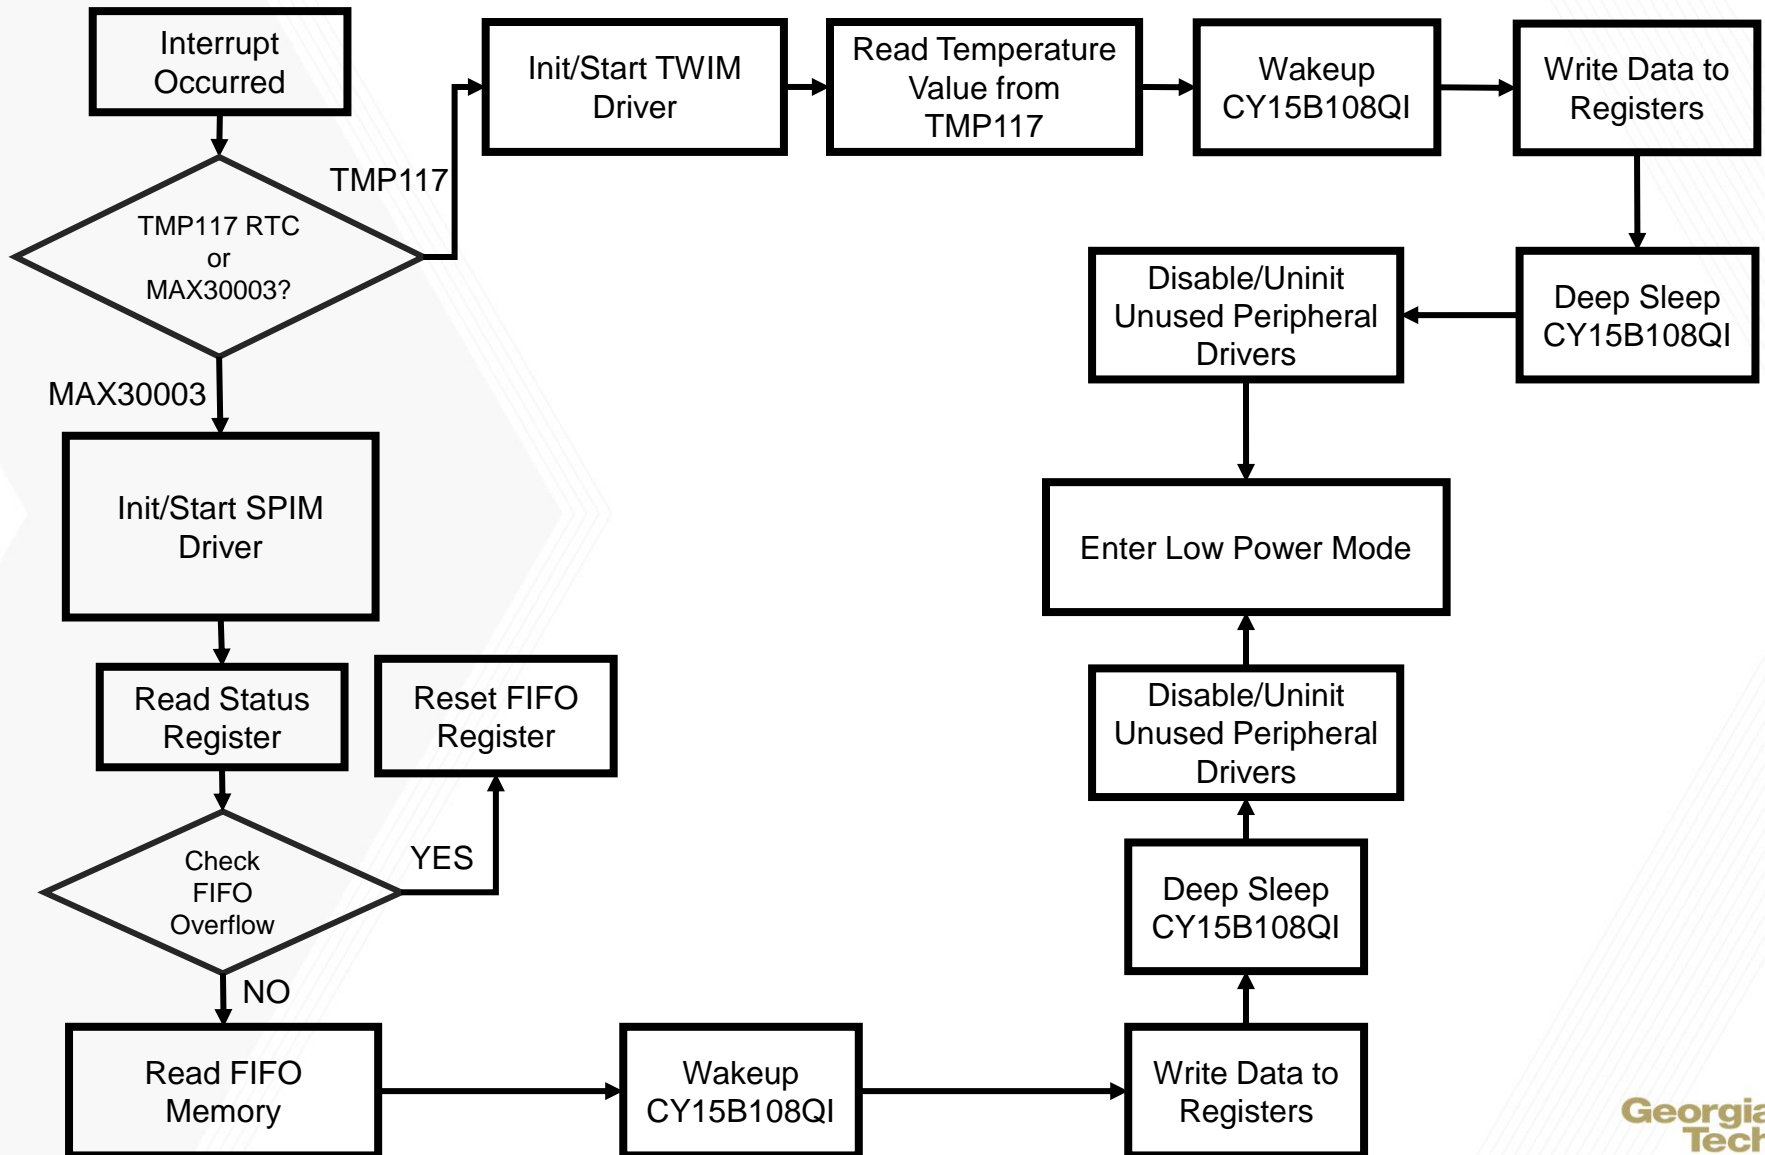 Interrupt
Occurred
TMP117 RTC
or
MAX30003?
TMP117
Init/Start TWIM
Driver
Read Temperature
Value from
TMP117
Wakeup
CY15B108QI
Write Data to
Registers
Deep Sleep
CY15B108QI
Disable/Uninit
Unused Peripheral
Drivers
Enter Low Power Mode
MAX30003
Init/Start SPIM
Driver
Read Status
Register
Check
FIFO
Overflow
YES
Reset FIFO
Register
NO
Read FIFO
Memory
Wakeup
CY15B108QI
Write Data to
Registers
Deep Sleep
CY15B108QI
Disable/Uninit
Unused Peripheral
Drivers
Georgia
Tech